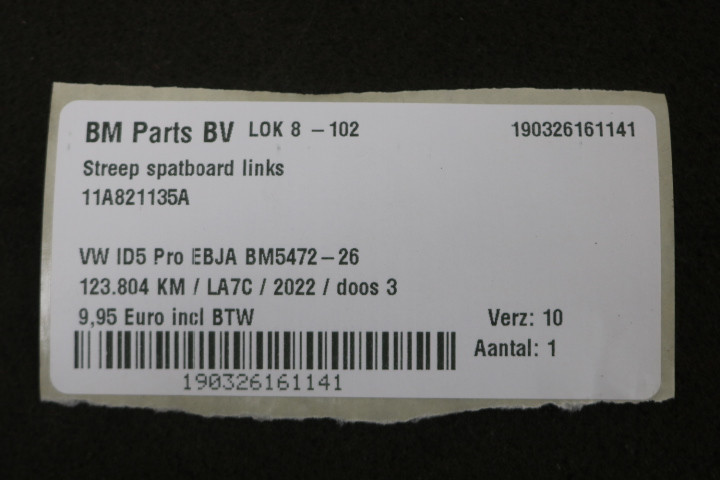 BM Parts BV LOK 8 - 102 190326161141
Streep spatboard links
11A821135A
VW ID5 Pro EBJA BM5472-26
123.804 KM / LA7C / 2022 / doos 3
9,95 Euro incl BTW Verz: 10
Aantal: 1
190326161141